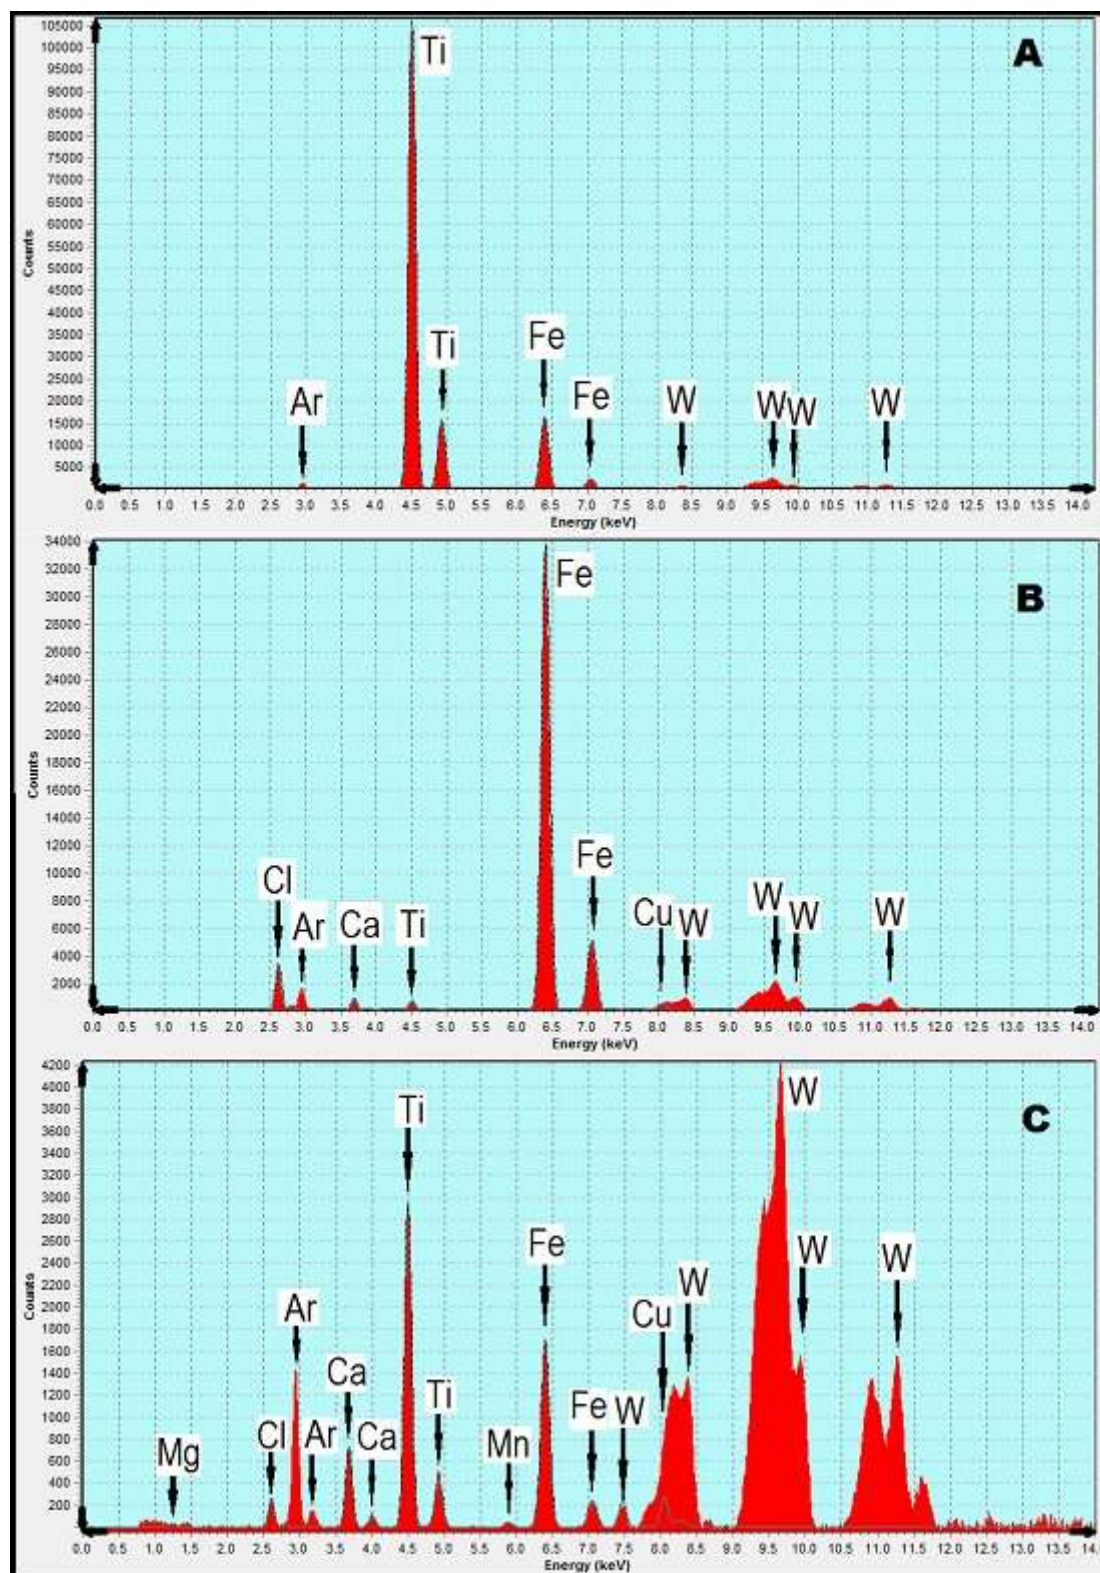 105000
100000
95000
90000
85000
80000
75000
70000
65000
60000
55000
50000
45000
40000
35000
30000
25000
20000
15000
10000
5000
Counts
A
Ti
Ti
Fe
Ar
Fe
W
W
W
W
0.0 0.5 1.0 1.5 2.0 2.5 3.0 3.5 4.0 4.5 5.0 5.5 6.0 6.5 7.0 7.5 8.0 8.5 9.0 9.5 10.0 10.5 11.0 11.5 12.0 12.5 13.0 13.5 14.0
Energy (keV)
34000
32000
30000
28000
26000
24000
22000
20000
18000
16000
14000
12000
10000
8000
6000
4000
2000
Counts
B
Fe
Fe
Cl
Ar
Ca
Ti
Cu
W
W
W
W
0.0 0.5 1.0 1.5 2.0 2.5 3.0 3.5 4.0 4.5 5.0 5.5 6.0 6.5 7.0 7.5 8.0 8.5 9.0 9.5 10.0 10.5 11.0 11.5 12.0 12.5 13.0 13.5 14.0
Energy (keV)
4200
4000
3800
3600
3400
3200
3000
2800
2600
2400
2200
2000
1800
1600
1400
1200
1000
800
600
400
200
Counts
C
Ti
W
Fe
W
W
W
Ar
Cu
Ca
Ti
Fe
W
Cl
Ar
Ca
Mn
Mg
0.0 0.5 1.0 1.5 2.0 2.5 3.0 3.5 4.0 4.5 5.0 5.5 6.0 6.5 7.0 7.5 8.0 8.5 9.0 9.5 10.0 10.5 11.0 11.5 12.0 12.5 13.0 13.5 14.0
Energy (keV)